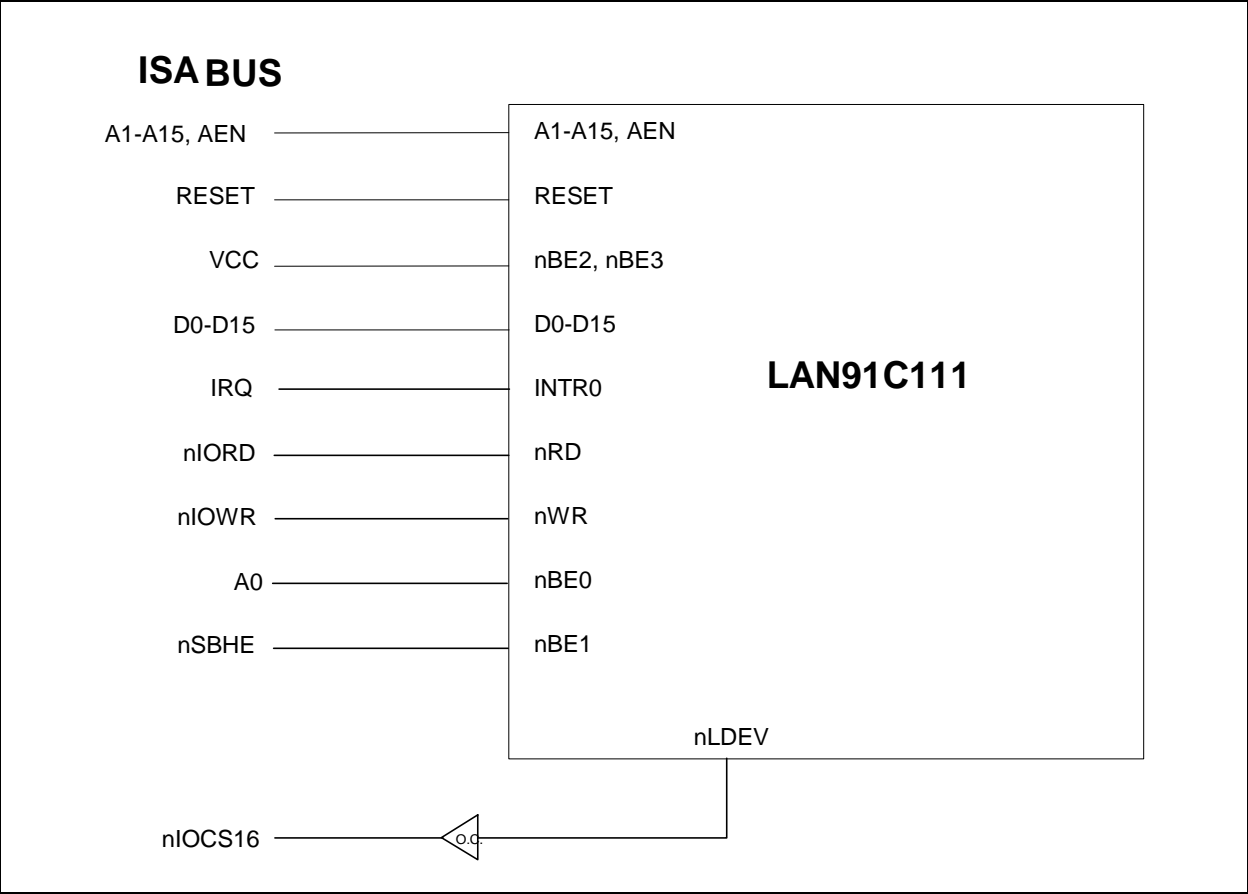 ISA BUS
A1-A15, AEN A1-A15, AEN
RESET RESET
VCC nBE2, nBE3
D0-D15 D0-D15
IRQ INTR0
LAN91C111
nIORD nRD
nIOWR nWR
A0 nBE0
nSBHE nBE1
nLDEV
nIOCS16 O.C.